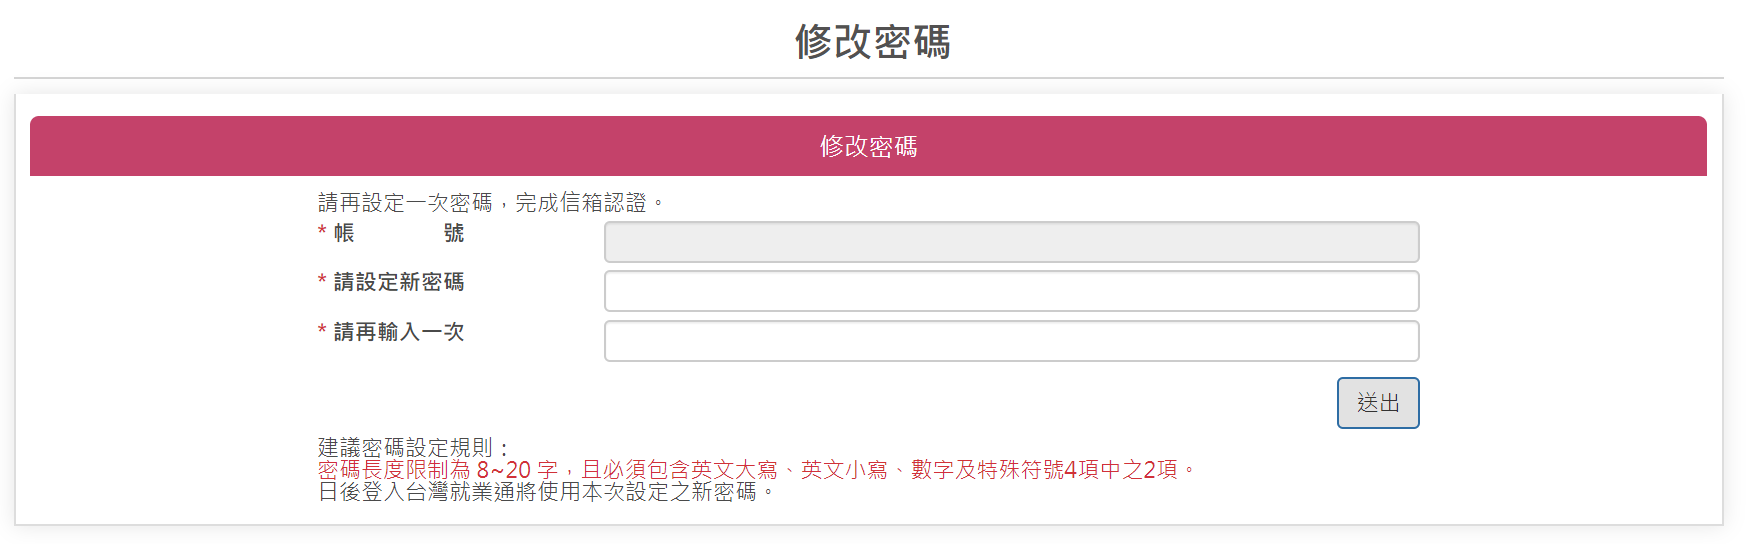 修改密碼
修改密碼
請再設定一次密碼，完成信箱認證。
* 帳 號
* 請設定新密碼
* 請再輸入一次
送出
建議密碼設定規則：
密碼長度限制為 8~20 字，且必須包含英文大寫、英文小寫、數字及特殊符號4項中之2項。
日後登入台灣就業通將使用本次設定之新密碼。